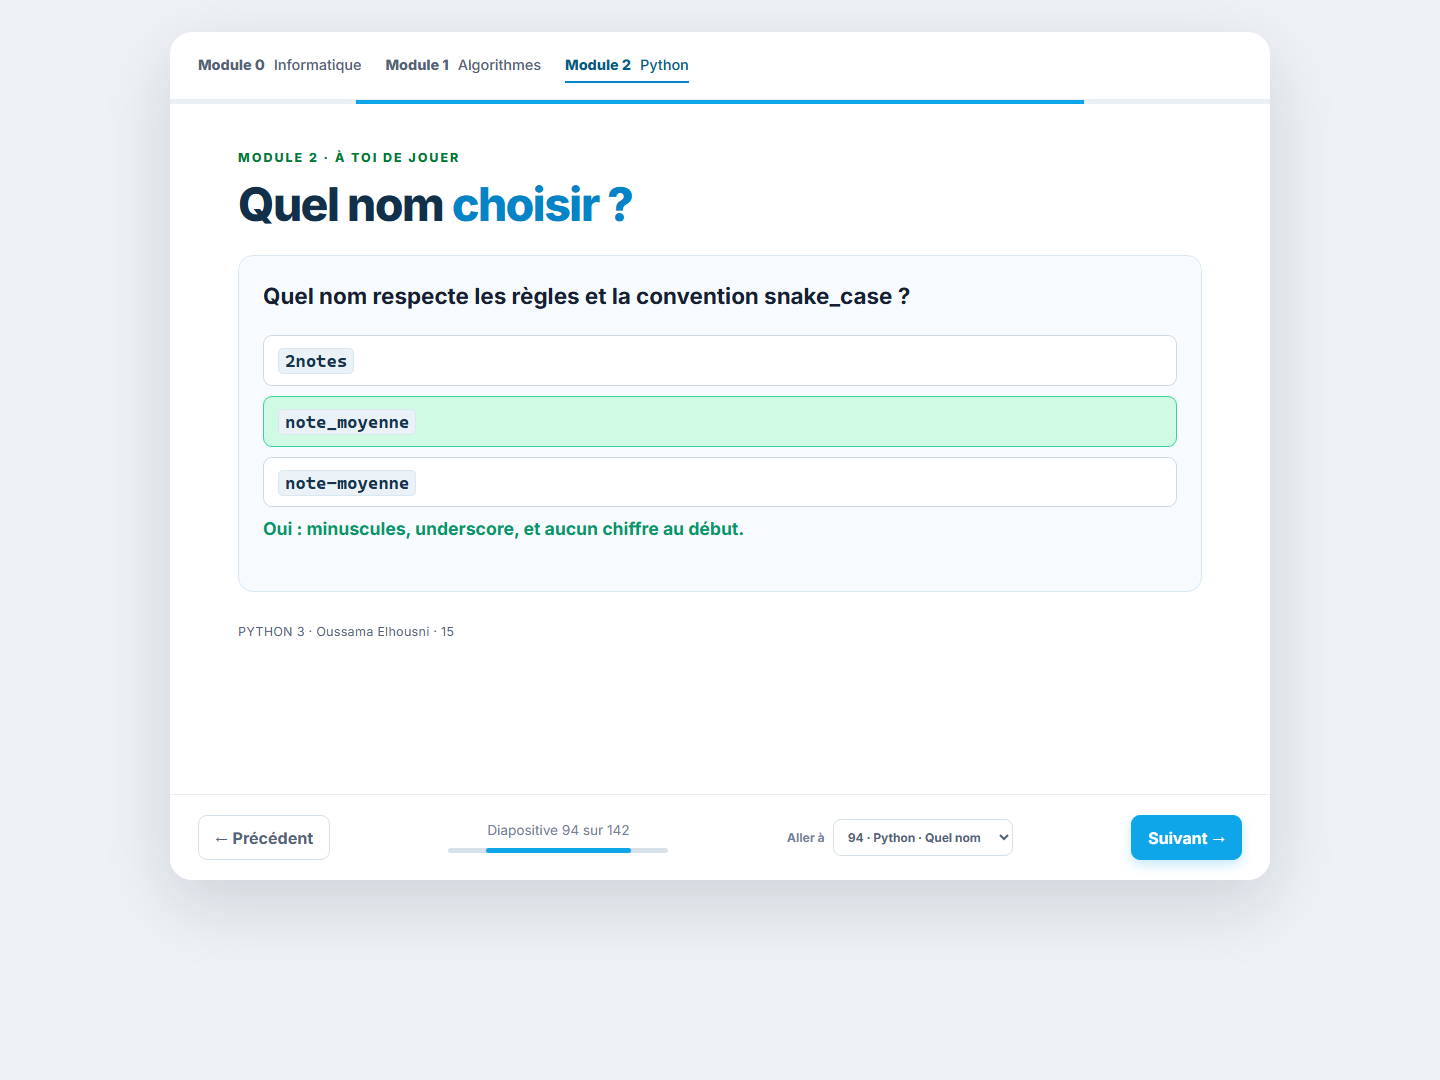 Module 0 Informatique Module 1 Algorithmes Module 2 Python
MODULE 2 · À TOI DE JOUER
Quel nom choisir ?
Quel nom respecte les règles et la convention snake_case ?
2notes
note_moyenne
note-moyenne
Oui : minuscules, underscore, et aucun chiffre au début.
PYTHON 3 · Oussama Elhousni · 15
← Précédent
Diapositive 94 sur 142
Aller à 94 · Python · Quel nom
Suivant →